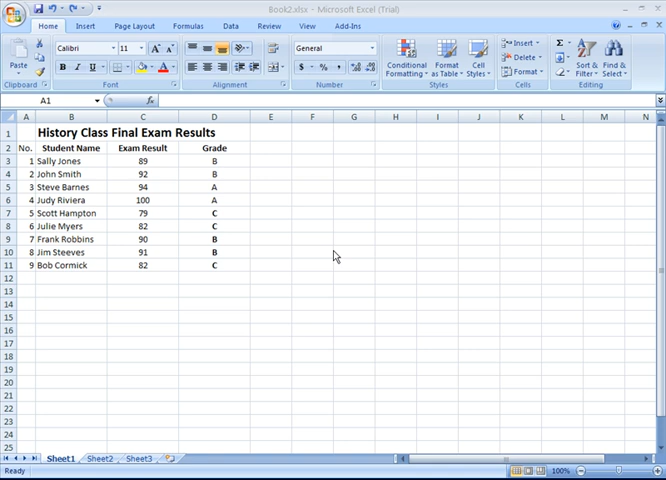 Book2.xlsx - Microsoft Excel (Trial)
Home Insert Page Layout Formulas Data Review View Add-Ins
Paste
Clipboard
Calibri 11
B I U
Font
Alignment
General
$ % ,
Number
Conditional Formatting
Format as Table
Cell Styles
Styles
Insert
Delete
Format
Cells
Σ
Sort & Filter
Find & Select
Editing
A1 fx
A B C D E F G H I J K L M N
1 History Class Final Exam Results
2 No. Student Name Exam Result Grade
3 1 Sally Jones 89 B
4 2 John Smith 92 B
5 3 Steve Barnes 94 A
6 4 Judy Riviera 100 A
7 5 Scott Hampton 79 C
8 6 Julie Myers 82 C
9 7 Frank Robbins 90 B
10 8 Jim Steeves 91 B
11 9 Bob Cormick 82 C
12
13
14
15
16
17
18
19
20
21
22
23
24
25
Sheet1 Sheet2 Sheet3
Ready 100%